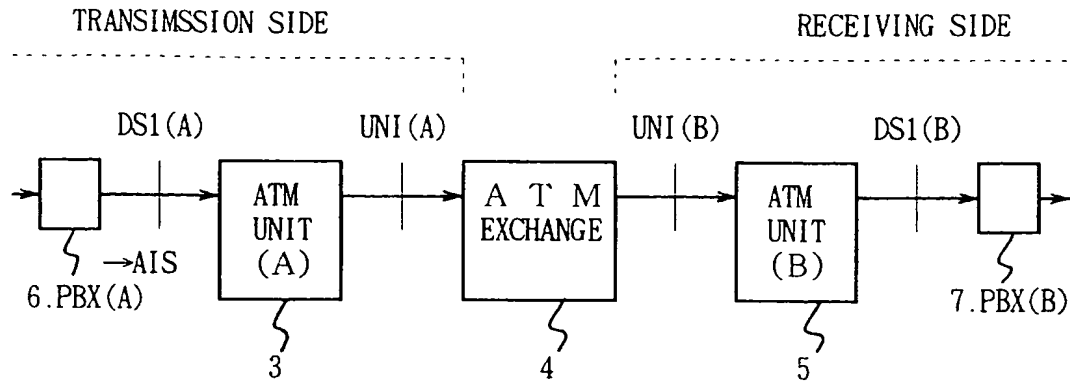 TRANSIMSSION SIDE
RECEIVING SIDE
DS1(A)
UNI(A)
UNI(B)
DS1(B)
ATM
UNIT
(A)
A T M
EXCHANGE
ATM
UNIT
(B)
→AIS
6.PBX(A)
7.PBX(B)
3
4
5